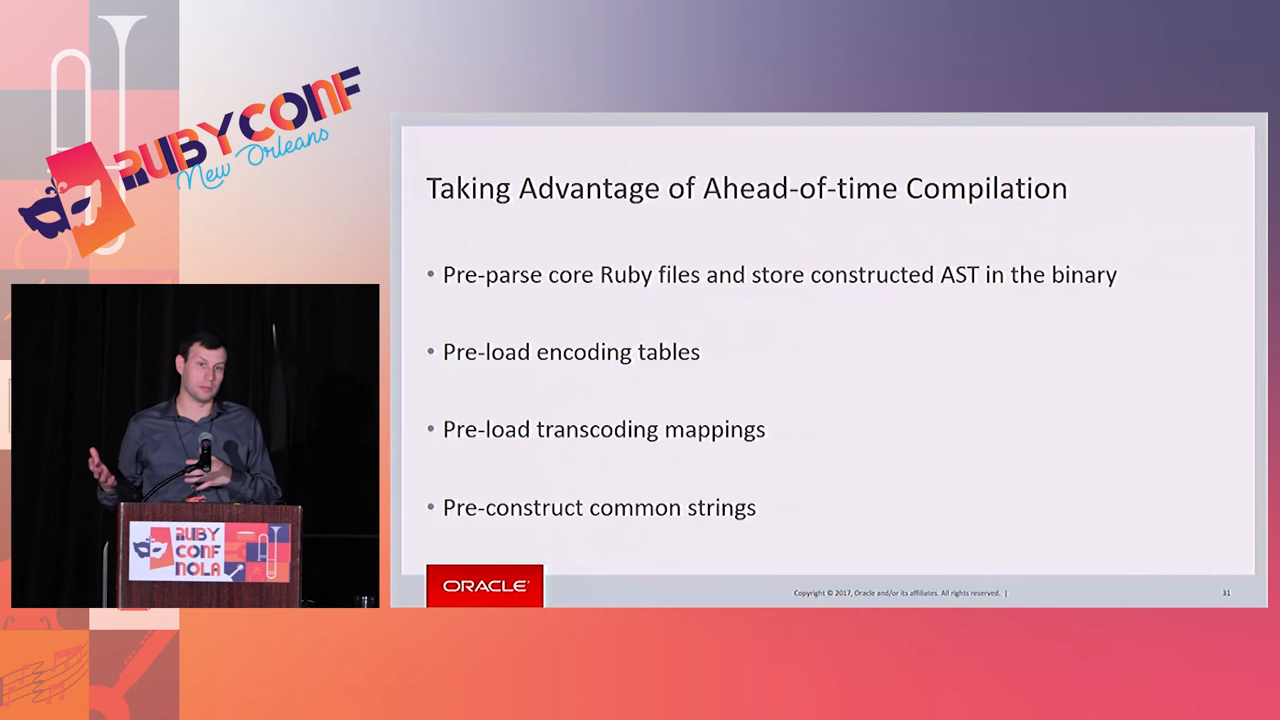 RUBYCONF
New Orleans
Taking Advantage of Ahead-of-time Compilation
• Pre-parse core Ruby files and store constructed AST in the binary
• Pre-load encoding tables
• Pre-load transcoding mappings
• Pre-construct common strings
RUBY
CONF
NOLA
ORACLE
Copyright © 2017, Oracle and/or its affiliates. All rights reserved. |
31